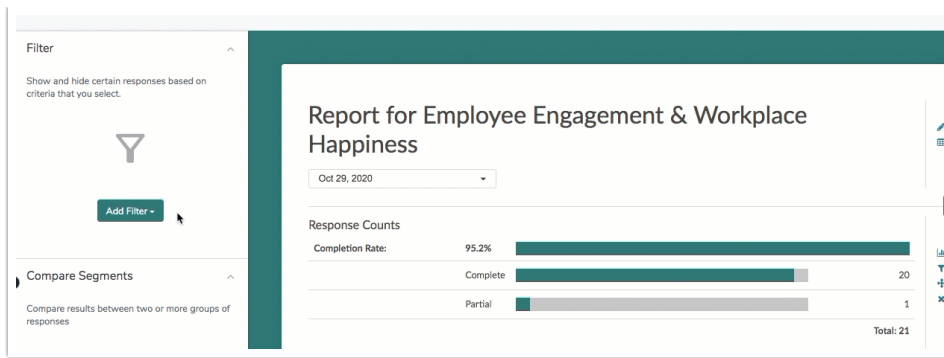 Filter
Show and hide certain responses based on
criteria that you select.
Add Filter
Compare Segments
Compare results between two or more groups of
responses
Report for Employee Engagement & Workplace
Happiness
Oct 29, 2020
Response Counts
Completion Rate: 95.2%
Complete 20
Partial 1
Total: 21